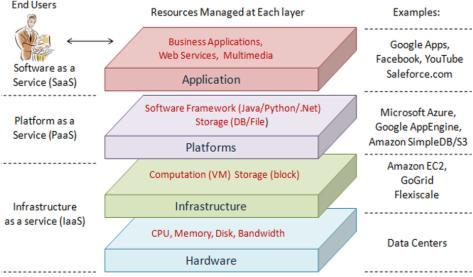 End Users
Resources Managed at Each layer
Examples:
Software as a
Service (SaaS)
Business Applications,
Web Services, Multimedia
Application
Google Apps,
Facebook, YouTube
Saleforce.com
Platform as a
Service (PaaS)
Software Framework (Java/Python/.Net)
Storage (DB/File)
Platforms
Microsoft Azure,
Google AppEngine,
Amazon SimpleDB/S3
Infrastructure
as a service (IaaS)
Computation (VM) Storage (block)
Infrastructure
Amazon EC2,
GoGrid
Flexiscale
CPU, Memory, Disk, Bandwidth
Hardware
Data Centers